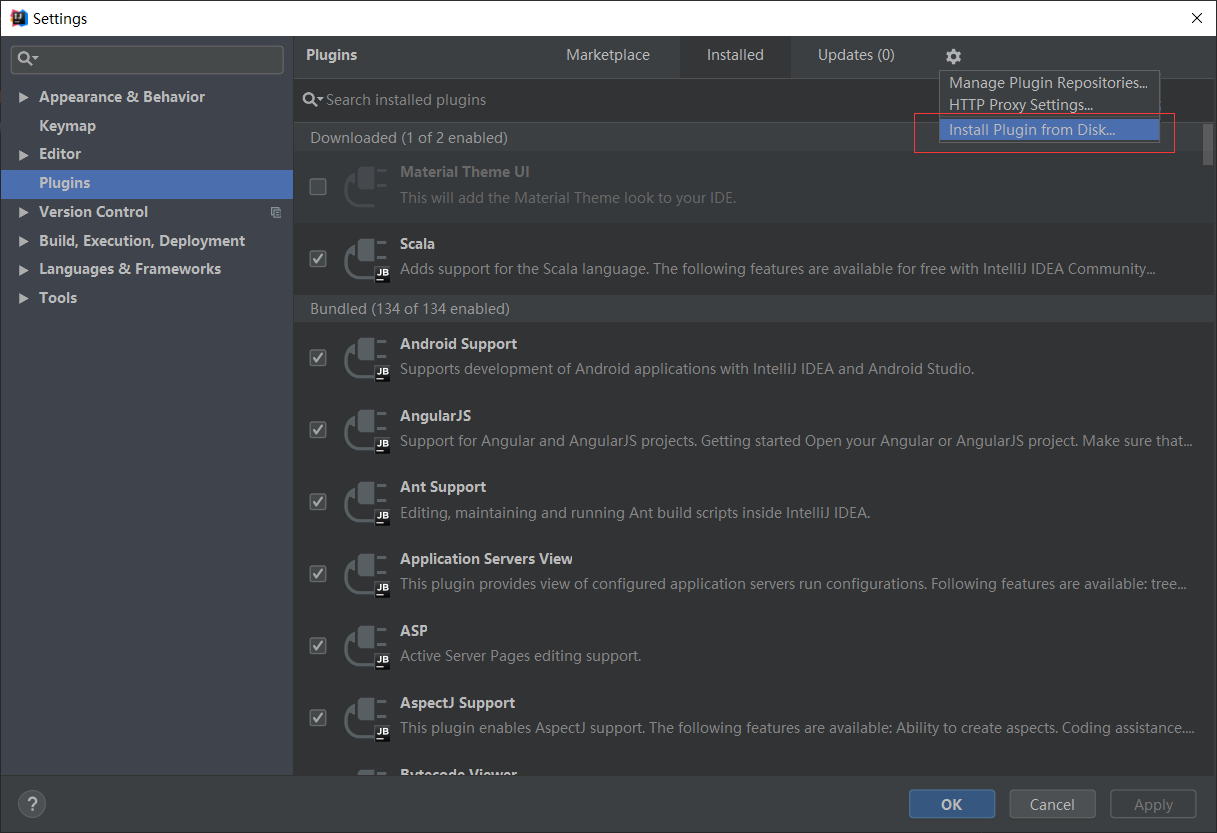 Settings
Plugins
Marketplace
Installed
Updates (0)
Appearance & Behavior
Keymap
Editor
Plugins
Version Control
Build, Execution, Deployment
Languages & Frameworks
Tools
Manage Plugin Repositories...
HTTP Proxy Settings...
Install Plugin from Disk...
Search installed plugins
Downloaded (1 of 2 enabled)
Material Theme UI
This will add the Material Theme look to your IDE.
Scala
Adds support for the Scala language. The following features are available for free with IntelliJ IDEA Community...
Bundled (134 of 134 enabled)
Android Support
Supports development of Android applications with IntelliJ IDEA and Android Studio.
AngularJS
Support for Angular and AngularJS projects. Getting started Open your Angular or AngularJS project. Make sure that...
Ant Support
Editing, maintaining and running Ant build scripts inside IntelliJ IDEA.
Application Servers View
This plugin provides view of configured application servers run configurations. Following features are available: tree...
ASP
Active Server Pages editing support.
AspectJ Support
This plugin enables AspectJ support. The following features are available: Ability to create aspects. Coding assistance....
Bytecode Viewer
?
OK
Cancel
Apply